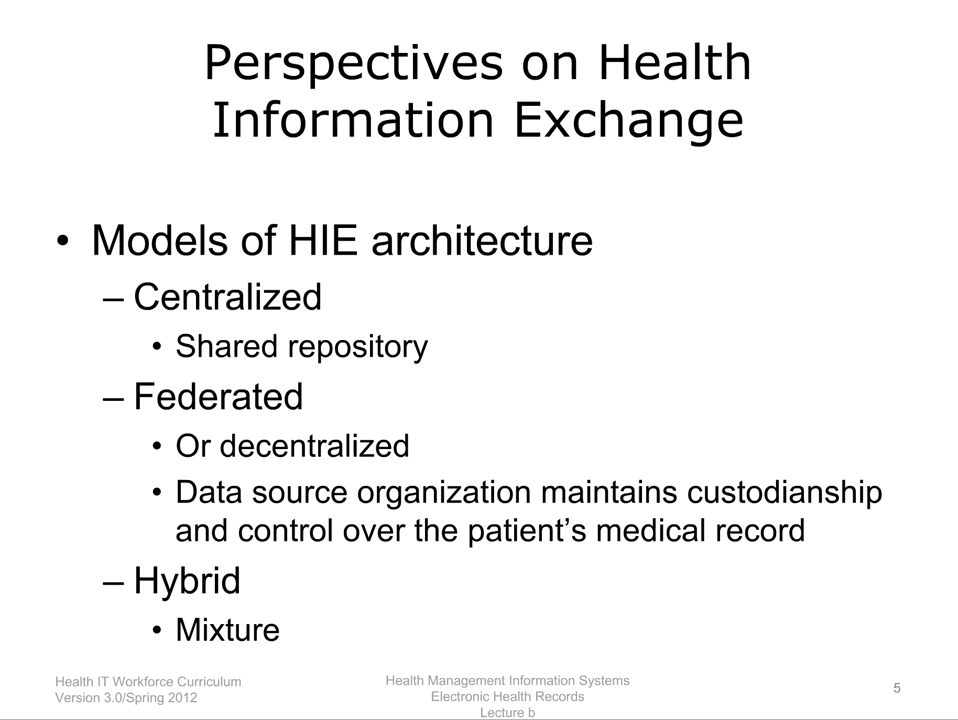 Perspectives on Health
Information Exchange
• Models of HIE architecture
– Centralized
• Shared repository
– Federated
• Or decentralized
• Data source organization maintains custodianship
and control over the patient’s medical record
– Hybrid
• Mixture
Health IT Workforce Curriculum
Version 3.0/Spring 2012
Health Management Information Systems
Electronic Health Records
Lecture b
5